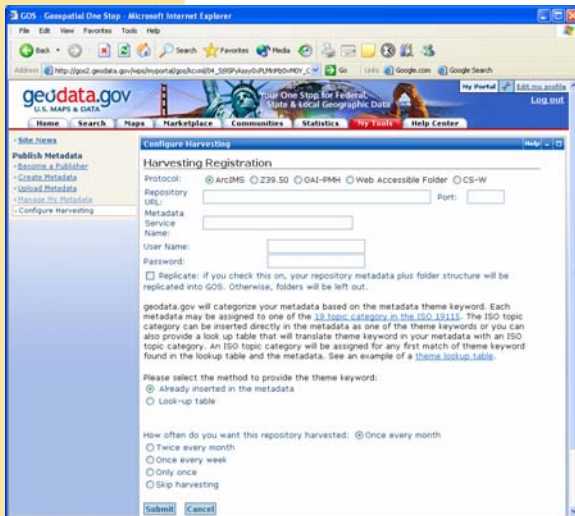 GOS - Geospatial One Stop - Microsoft Internet Explorer
File Edit View Favorites Tools Help
Back Search Favorites Media
Address http://gos2.geodata.gov/wps/myportal/gos/kcxml/ Go Links Google.com Google Search
geodata.gov
U.S. MAPS & DATA
Your One Stop for Federal,
State & Local Geographic Data
My Portal Edit my profile
Log out
Home Search Maps Marketplace Communities Statistics My Tools Help Center
Site News
Publish Metadata
Become a Publisher
Create Metadata
Upload Metadata
Manage My Metadata
Configure Harvesting
Configure Harvesting Help
Harvesting Registration
Protocol: ArcIMS Z39.50 OAI-PMH Web Accessible Folder CS-W
Repository URL: Port:
Metadata Service Name:
User Name:
Password:
Replicate: if you check this on, your repository metadata plus folder structure will be
replicated into GOS. Otherwise, folders will be left out.
geodata.gov will categorize your metadata based on the metadata theme keyword. Each
metadata may be assigned to one of the 19 topic category in the ISO 19115. The ISO topic
category can be inserted directly in the metadata as one of the theme keywords or you can
also provide a look up table that will translate theme keyword in your metadata with an ISO
topic category. An ISO topic category will be assigned for any first match of theme keyword
found in the lookup table and the metadata. See an example of a theme lookup table.
Please select the method to provide the theme keyword:
Already inserted in the metadata
Look-up table
How often do you want this repository harvested: Once every month
Twice every month
Once every week
Only once
Skip harvesting
Submit Cancel